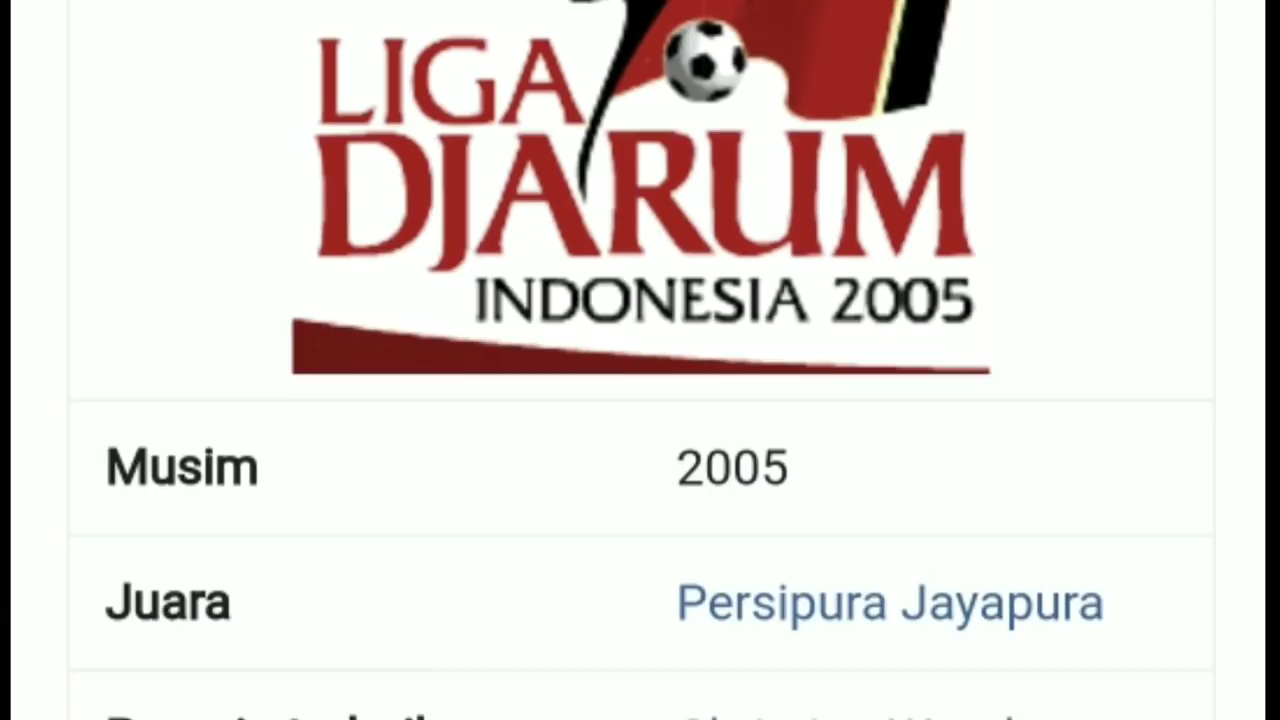 LIGA
DJARUM
INDONESIA 2005
Musim 2005
Juara Persipura Jayapura